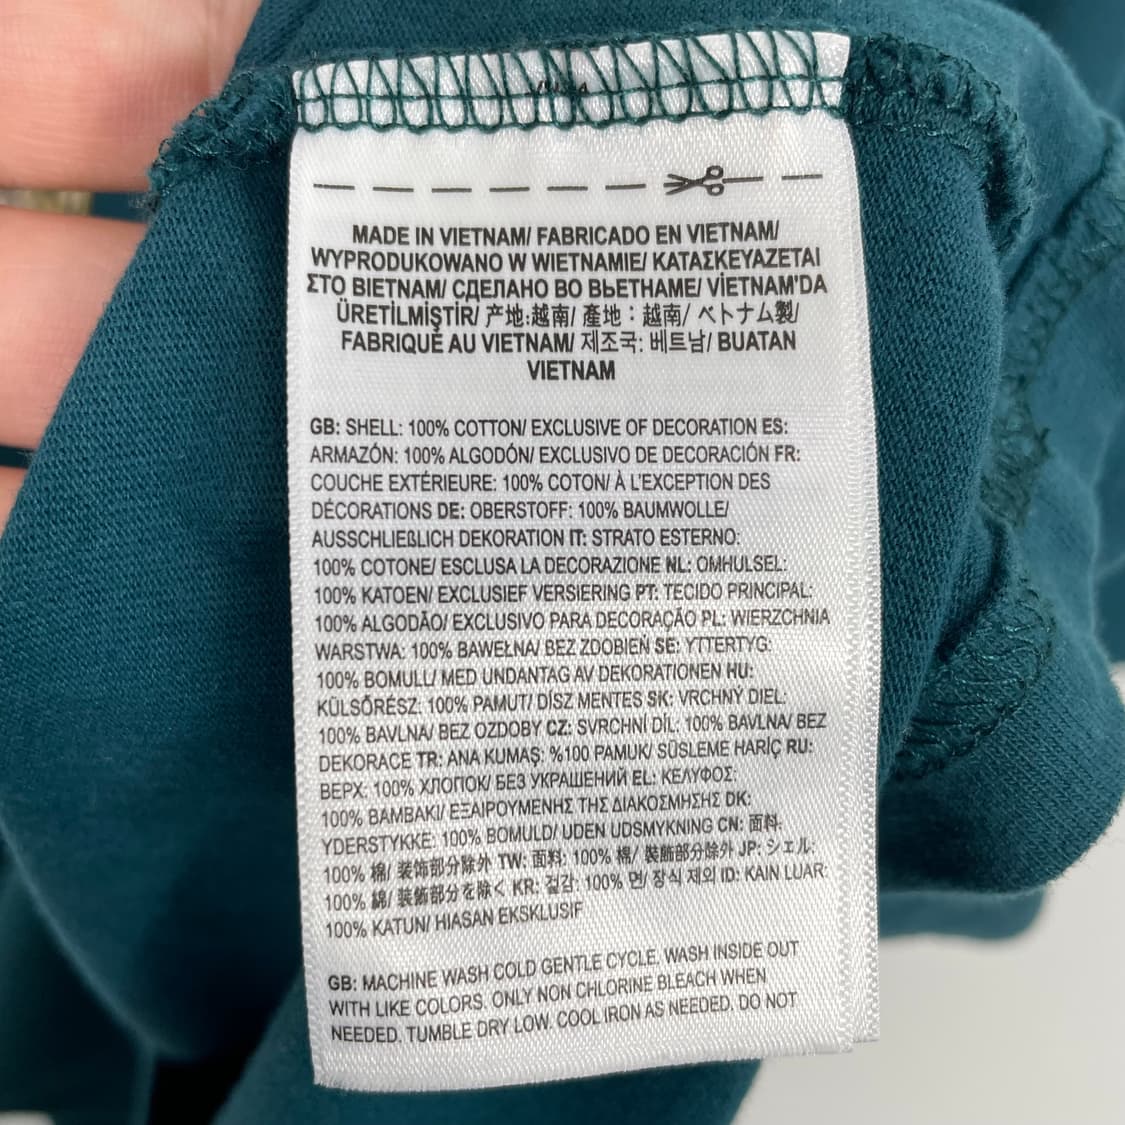 MADE IN VIETNAM/ FABRICADO EN VIETNAM/
WYPRODUKOWANO W WIETNAMIE/ ΚΑΤΑΣΚΕΥΑΖΕΤΑΙ
ΣΤΟ ΒΙΕΤΝΑΜ/ СДЕЛАНО ВО ВЬЕТНАМЕ/ VİETNAM'DA
ÜRETİLMİŞTİR/ 产地:越南/ 產地：越南/ ベトナム製/
FABRIQUÉ AU VIETNAM/ 제조국: 베트남/ BUATAN
VIETNAM
GB: SHELL: 100% COTTON/ EXCLUSIVE OF DECORATION ES:
ARMAZÓN: 100% ALGODÓN/ EXCLUSIVO DE DECORACIÓN FR:
COUCHE EXTÉRIEURE: 100% COTON/ À L'EXCEPTION DES
DÉCORATIONS DE: OBERSTOFF: 100% BAUMWOLLE/
AUSSCHLIEßLICH DEKORATION IT: STRATO ESTERNO:
100% COTONE/ ESCLUSA LA DECORAZIONE NL: OMHULSEL:
100% KATOEN/ EXCLUSIEF VERSIERING PT: TECIDO PRINCIPAL:
100% ALGODÃO/ EXCLUSIVO PARA DECORAÇÃO PL: WIERZCHNIA
WARSTWA: 100% BAWEŁNA/ BEZ ZDOBIEŃ SE: YTTERTYG:
100% BOMULL/ MED UNDANTAG AV DEKORATIONEN HU:
KÜLSŐRÉSZ: 100% PAMUT/ DÍSZ MENTES SK: VRCHNÝ DIEL:
100% BAVLNA/ BEZ OZDOBY CZ: SVRCHNÍ DÍL: 100% BAVLNA/ BEZ
DEKORACE TR: ANA KUMAŞ: %100 PAMUK/ SÜSLEME HARİÇ RU:
ВЕРХ: 100% ХЛОПОК/ БЕЗ УКРАШЕНИЙ EL: ΚΕΛΥΦΟΣ:
100% ΒΑΜΒΑΚΙ/ ΕΞΑΙΡΟΥΜΕΝΗΣ ΤΗΣ ΔΙΑΚΟΣΜΗΣΗΣ DK:
YDERSTYKKE: 100% BOMULD/ UDEN UDSMYKNING CN: 面料:
100% 棉/ 装饰部分除外 TW: 面料: 100% 棉/ 裝飾部分除外 JP: シェル:
100% 綿/ 装飾部分を除く KR: 겉감: 100% 면/ 장식 제외 ID: KAIN LUAR:
100% KATUN/ HIASAN EKSKLUSIF
GB: MACHINE WASH COLD GENTLE CYCLE. WASH INSIDE OUT
WITH LIKE COLORS. ONLY NON CHLORINE BLEACH WHEN
NEEDED. TUMBLE DRY LOW. COOL IRON AS NEEDED. DO NOT